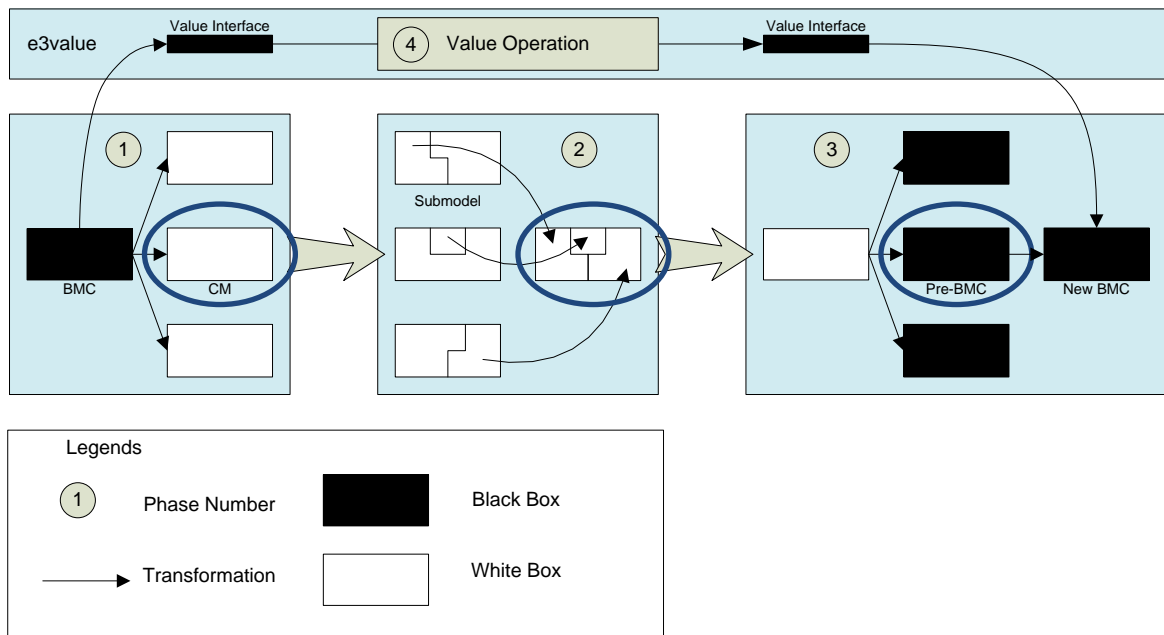 e3value
Value Interface
4 Value Operation
Value Interface
1
BMC
CM
2
Submodel
3
Pre-BMC
New BMC
Legends
1 Phase Number
Black Box
Transformation
White Box